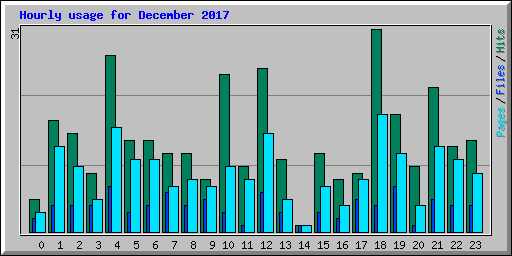 Hourly usage for December 2017
31
Pages/Files/Hits
0 1 2 3 4 5 6 7 8 9 10 11 12 13 14 15 16 17 18 19 20 21 22 23